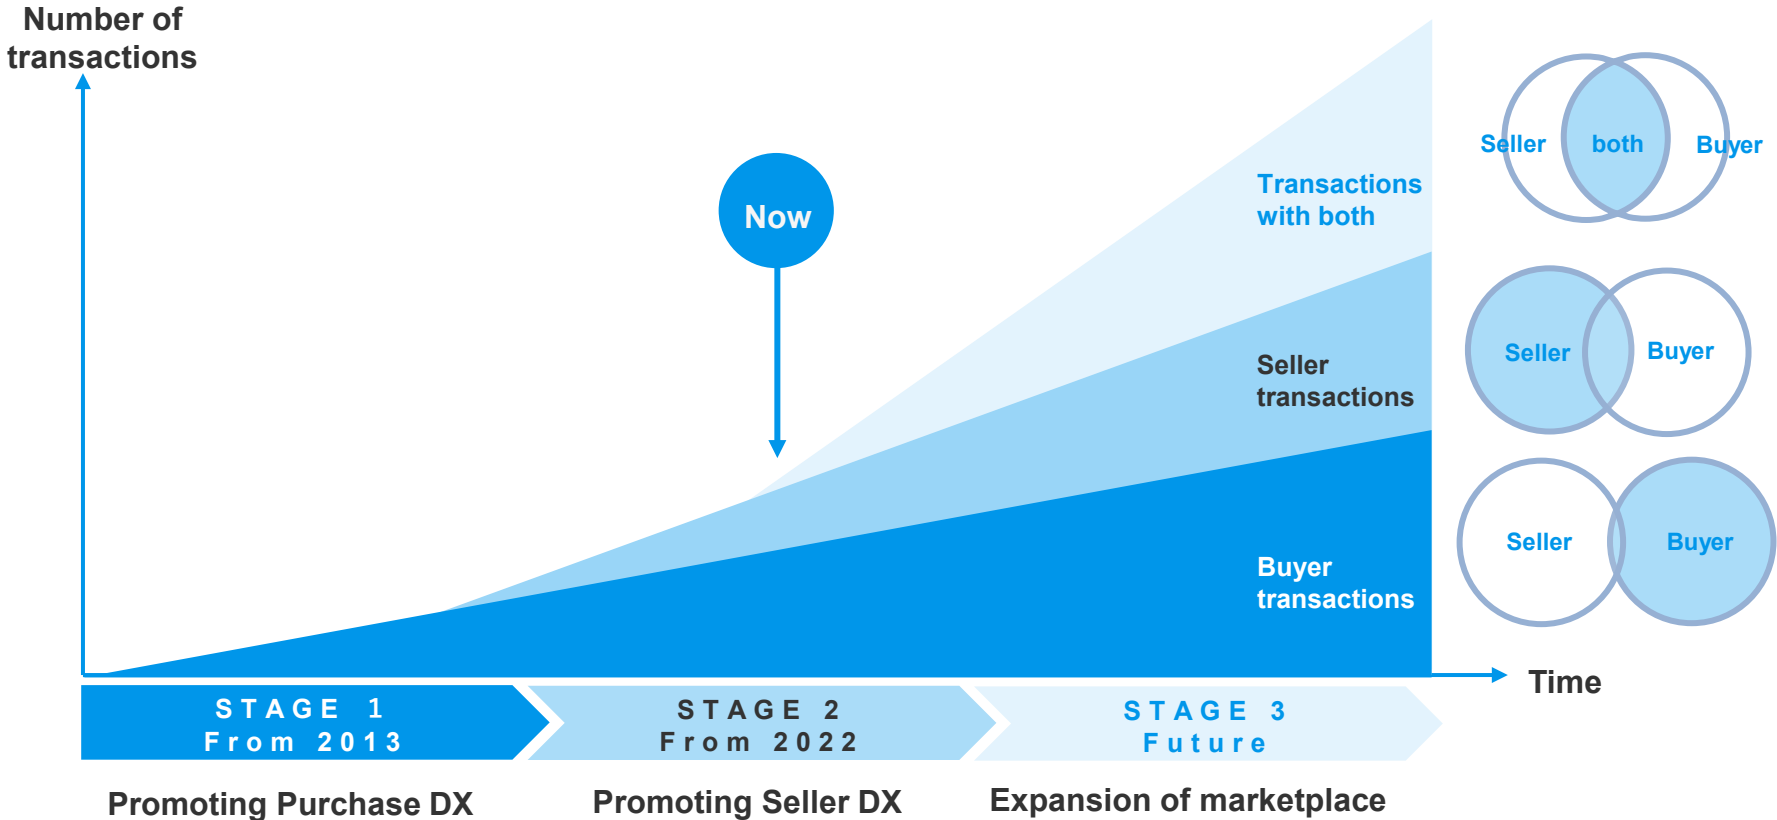 Number of
transactions
Now
Transactions
with both
Seller
transactions
Buyer
transactions
Seller
both
Buyer
Seller
Buyer
Seller
Buyer
Time
STAGE 1
From 2013
STAGE 2
From 2022
STAGE 3
Future
Promoting Purchase DX
Promoting Seller DX
Expansion of marketplace